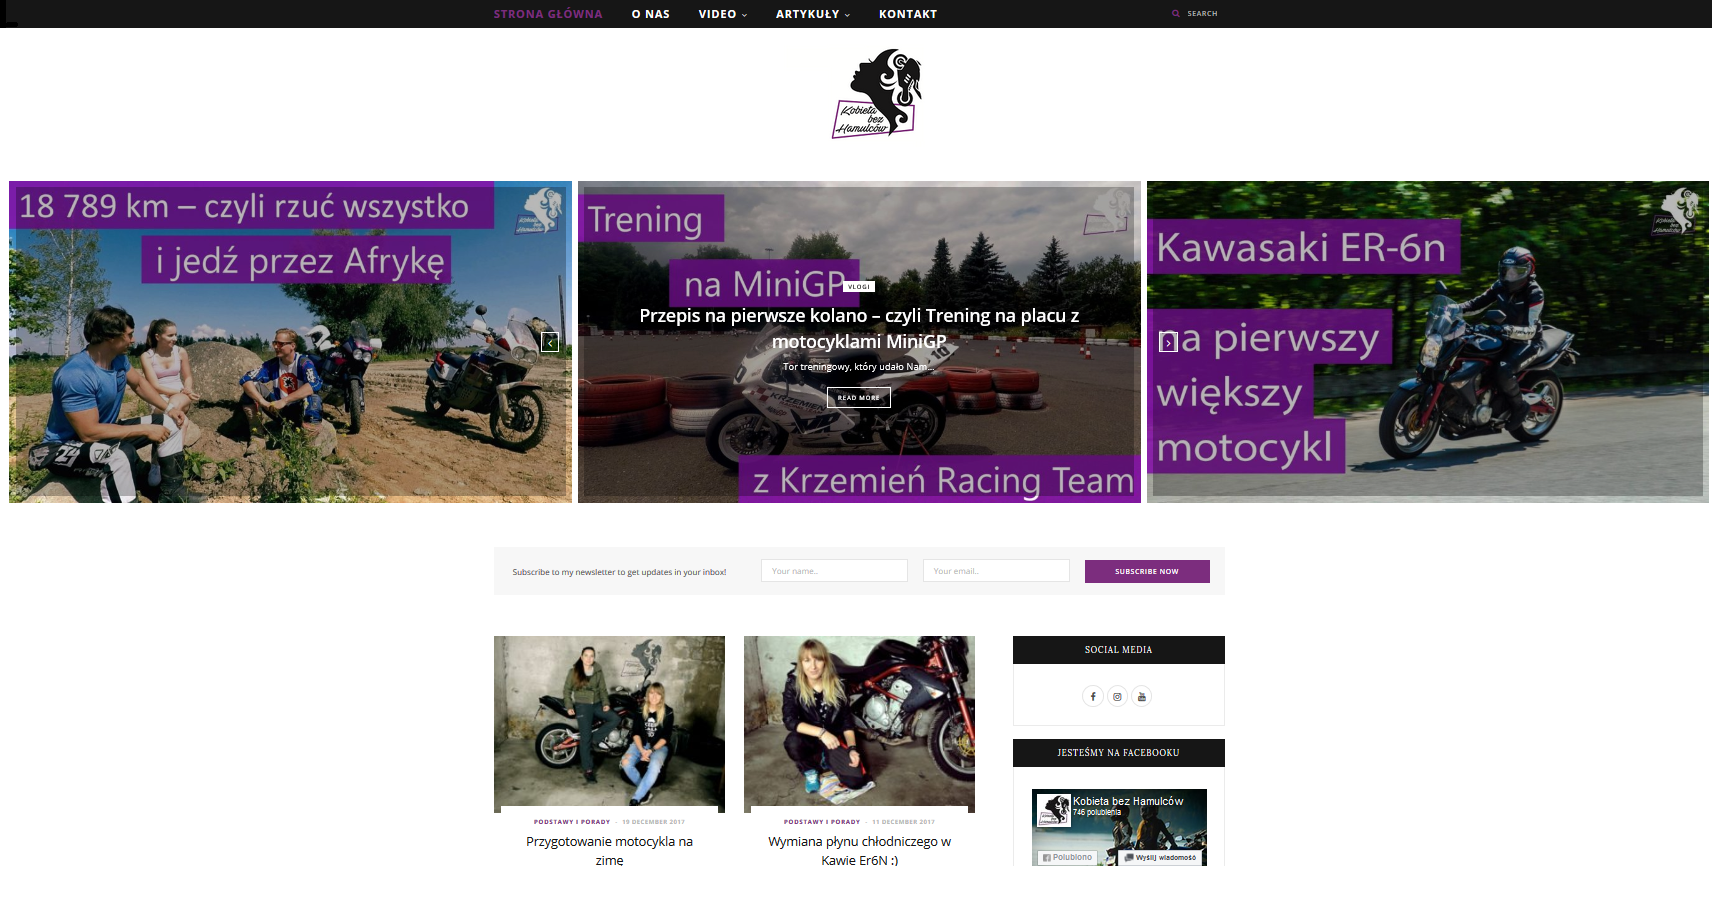 STRONA GŁÓWNA O NAS VIDEO ARTYKUŁY KONTAKT SEARCH
Kobieta
bez
Hamulców
18 789 km – czyli rzuć wszystko
i jedź przez Afrykę
Trening
na MiniGP
VLOGI
Przepis na pierwsze kolano – czyli Trening na placu z
motocyklami MiniGP
Tor treningowy, który udało Nam...
READ MORE
z Krzemień Racing Team
Kawasaki ER-6n
na pierwszy
większy
motocykl
Subscribe to my newsletter to get updates in your inbox! Your name.. Your email.. SUBSCRIBE NOW
PODSTAWY I PORADY - 19 DECEMBER 2017
Przygotowanie motocykla na
zimę
PODSTAWY I PORADY - 11 DECEMBER 2017
Wymiana płynu chłodniczego w
Kawie Er6N :)
SOCIAL MEDIA
JESTEŚMY NA FACEBOOKU
Kobieta bez Hamulców
746 polubienia
Polubiono Wyślij wiadomość